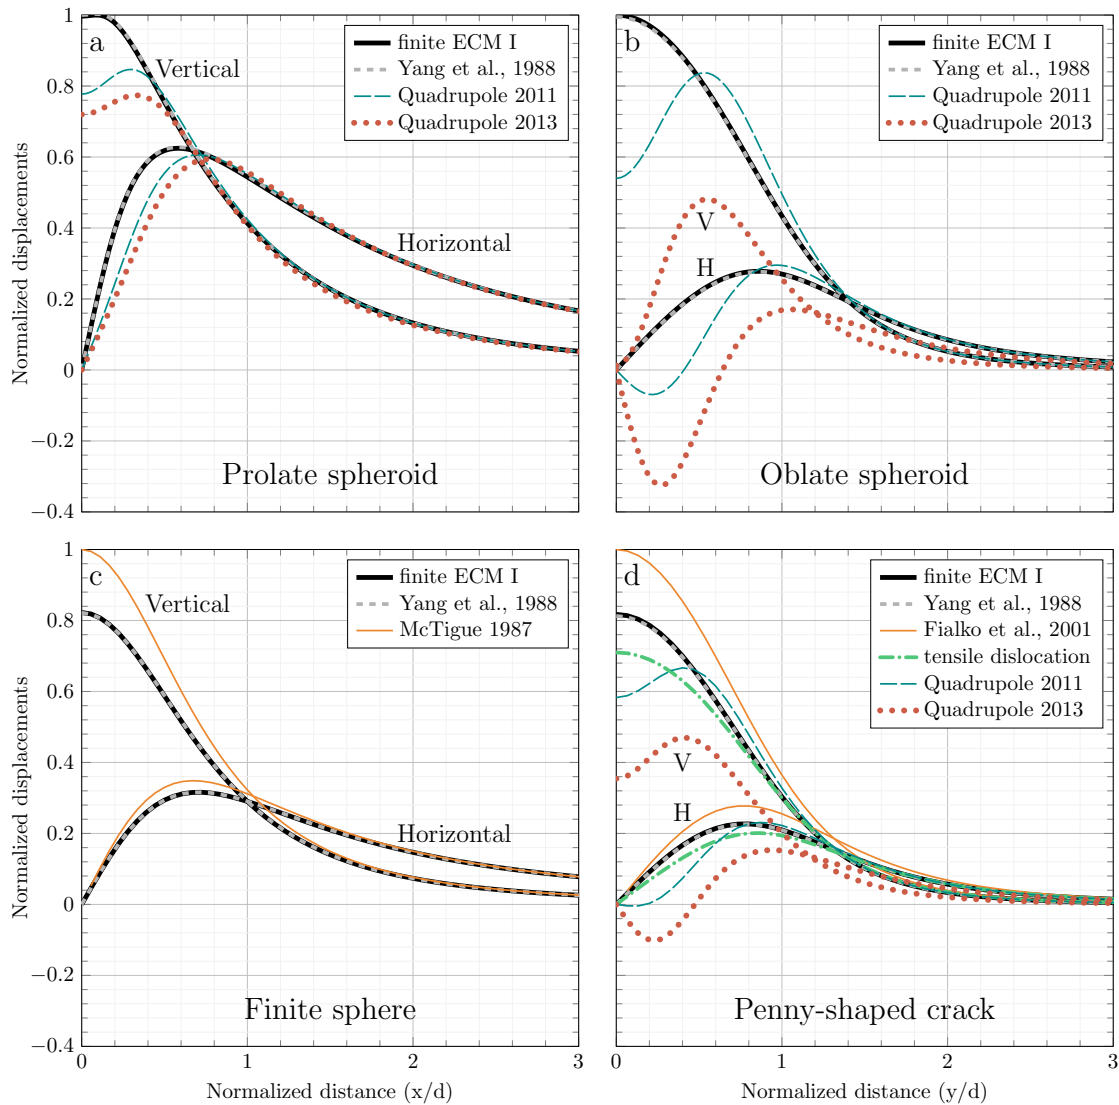 a
Vertical
finite ECM I
Yang et al., 1988
Quadrupole 2011
Quadrupole 2013
Horizontal
Prolate spheroid
Normalized displacements
1
0.8
0.6
0.4
0.2
0
−0.2
−0.4
b
finite ECM I
Yang et al., 1988
Quadrupole 2011
Quadrupole 2013
V
H
Oblate spheroid
c
Vertical
finite ECM I
Yang et al., 1988
McTigue 1987
Horizontal
Finite sphere
Normalized displacements
1
0.8
0.6
0.4
0.2
0
−0.2
−0.4
0 1 2 3
Normalized distance (x/d)
d
finite ECM I
Yang et al., 1988
Fialko et al., 2001
tensile dislocation
Quadrupole 2011
Quadrupole 2013
V
H
Penny-shaped crack
0 1 2 3
Normalized distance (y/d)